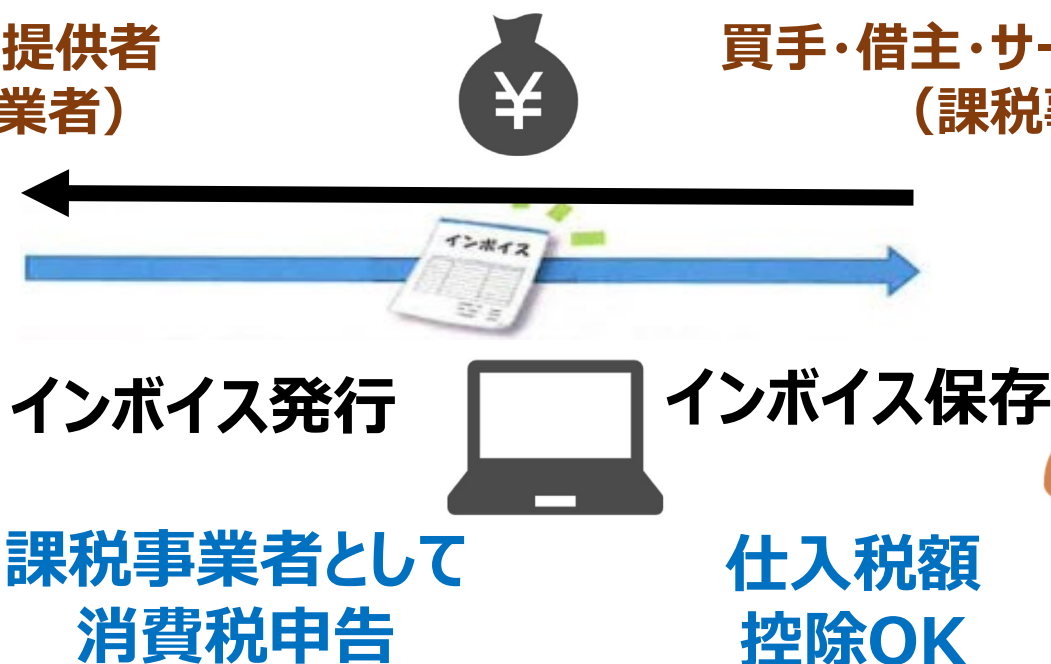 提供者
業者）
¥
買手・借主・サー
（課税事
インボイス
インボイス発行
インボイス保存
課税事業者として
消費税申告
仕入税額
控除OK